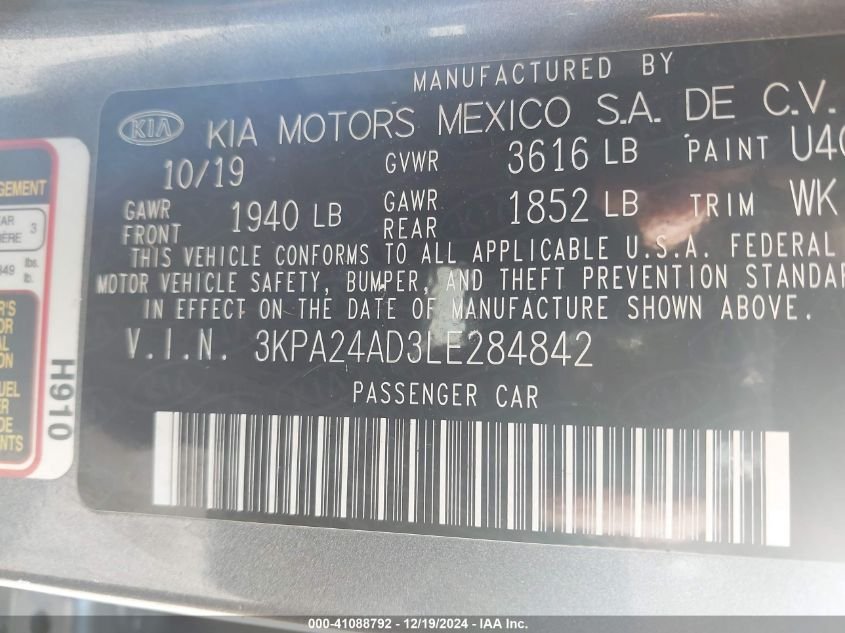 MANUFACTURED BY
KIA KIA MOTORS MEXICO S.A. DE C.V.
10/19 GVWR 3616 LB PAINT
GAWR FRONT 1940 LB GAWR REAR 1852 LB TRIM WK
THIS VEHICLE CONFORMS TO ALL APPLICABLE U.S.A. FEDERAL
MOTOR VEHICLE SAFETY, BUMPER, AND THEFT PREVENTION
IN EFFECT ON THE DATE OF MANUFACTURE SHOWN ABOVE.
V.I.N. 3KPA24AD3LE284842
PASSENGER CAR
H910
3
lbs.
lb.
000-41088792 - 12/19/2024 - IAA Inc.